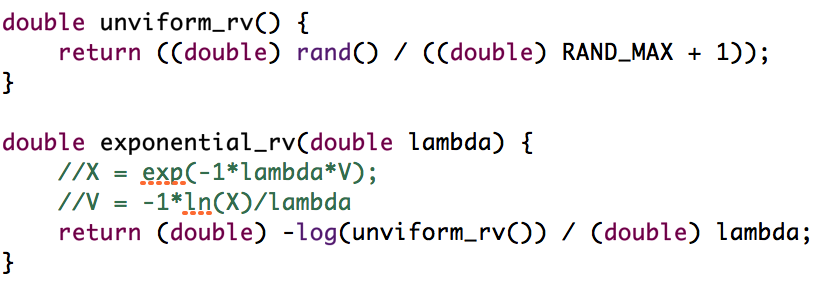 double unviform_rv() {
    return ((double) rand() / ((double) RAND_MAX + 1));
}
double exponential_rv(double lambda) {
    //X = exp(-1*lambda*V);
    //V = -1*ln(X)/lambda
    return (double) -log(unviform_rv()) / (double) lambda;
}